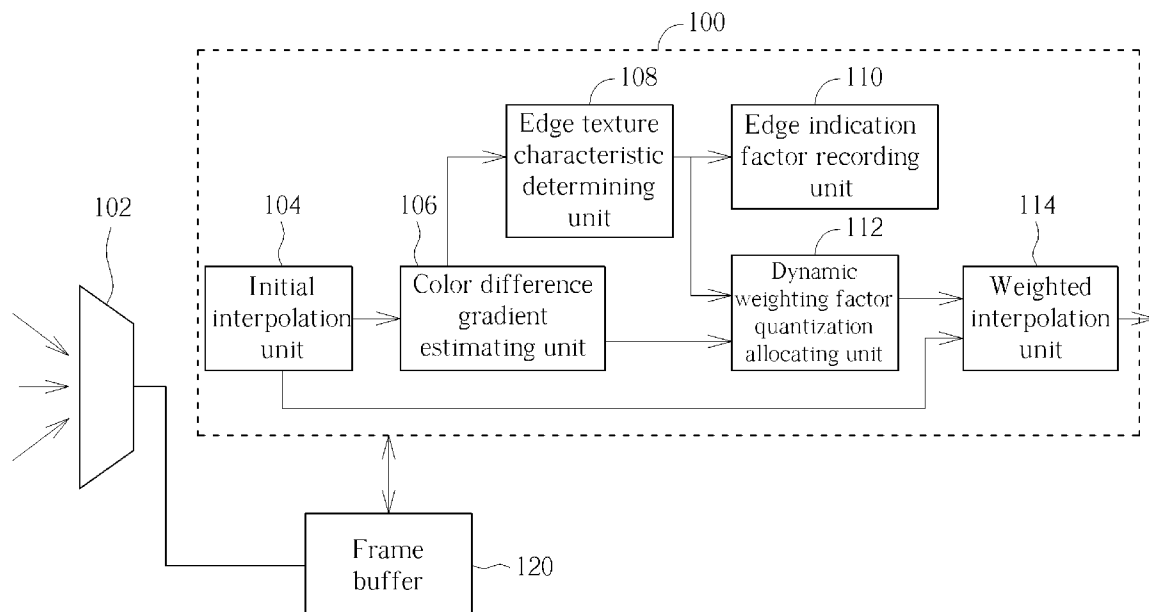 100
108
110
Edge texture
characteristic
determining
unit
Edge indication
factor recording
unit
102
104
106
112
114
Initial
interpolation
unit
Color difference
gradient
estimating unit
Dynamic
weighting factor
quantization
allocating unit
Weighted
interpolation
unit
Frame
buffer
120